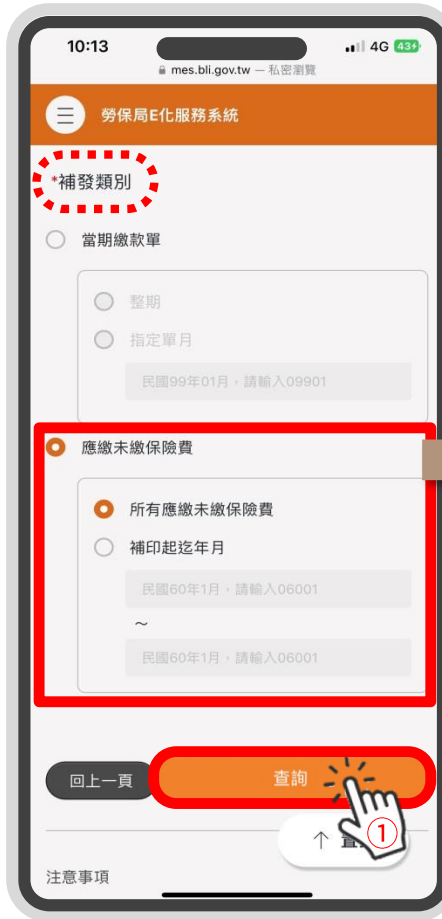 10:13
4G 43
mes.bli.gov.tw — 私密瀏覽
勞保局E化服務系統
*補發類別
當期繳款單
整期
指定單月
民國99年01月，請輸入09901
應繳未繳保險費
所有應繳未繳保險費
補印起迄年月
民國60年1月，請輸入06001
～
民國60年1月，請輸入06001
回上一頁
查詢
①
注意事項